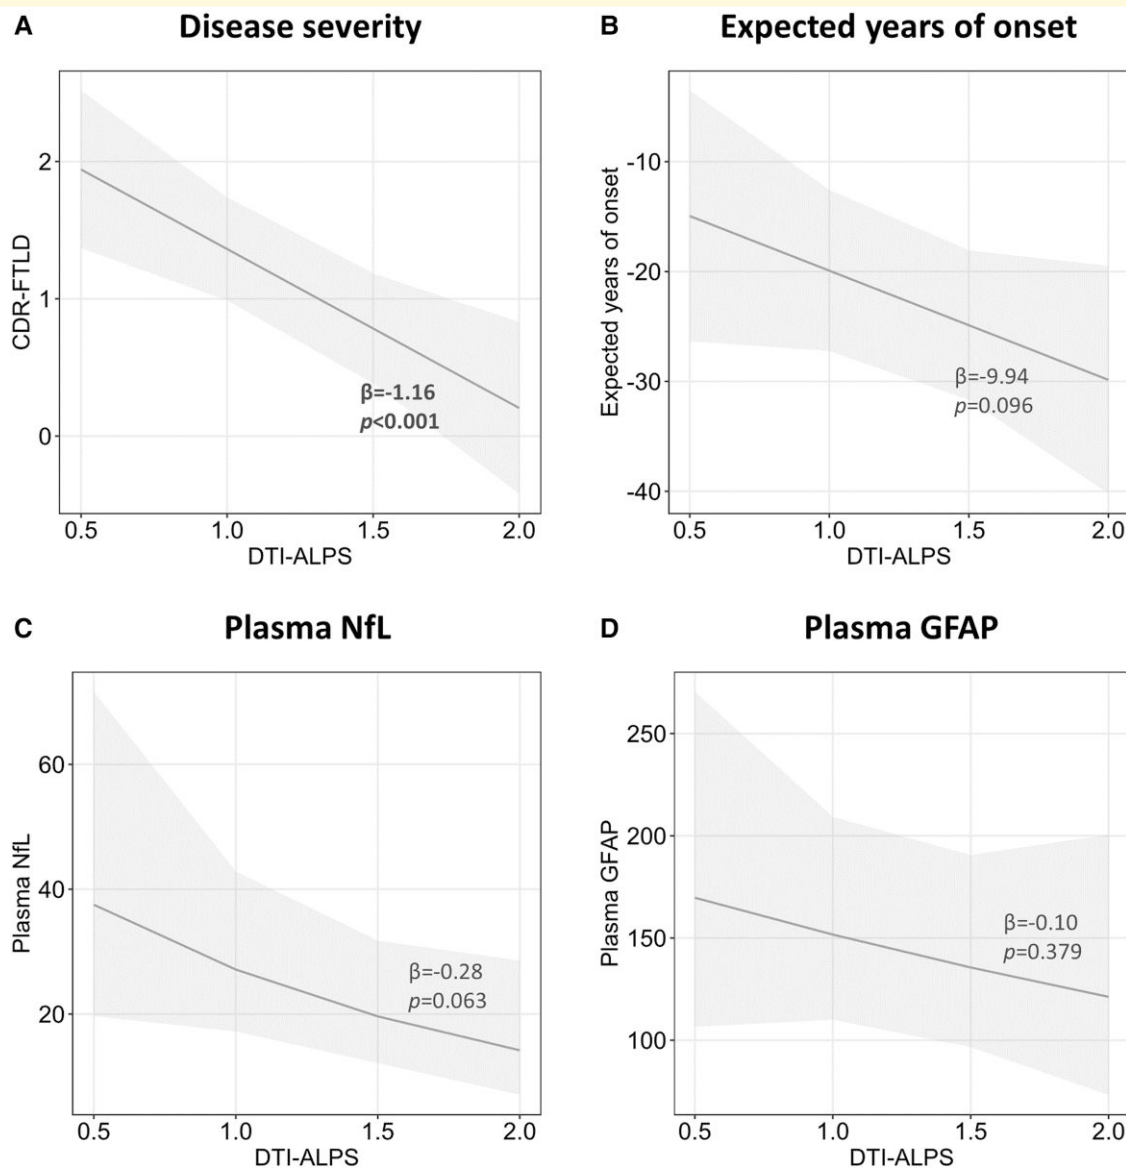 A Disease severity
CDR-FTLD
2
1
0
β=-1.16
p<0.001
0.5 1.0 1.5 2.0
DTI-ALPS
B Expected years of onset
Expected years of onset
-10
-20
-30
-40
β=-9.94
p=0.096
0.5 1.0 1.5 2.0
DTI-ALPS
C Plasma NfL
Plasma NfL
60
40
20
β=-0.28
p=0.063
0.5 1.0 1.5 2.0
DTI-ALPS
D Plasma GFAP
Plasma GFAP
250
200
150
100
β=-0.10
p=0.379
0.5 1.0 1.5 2.0
DTI-ALPS